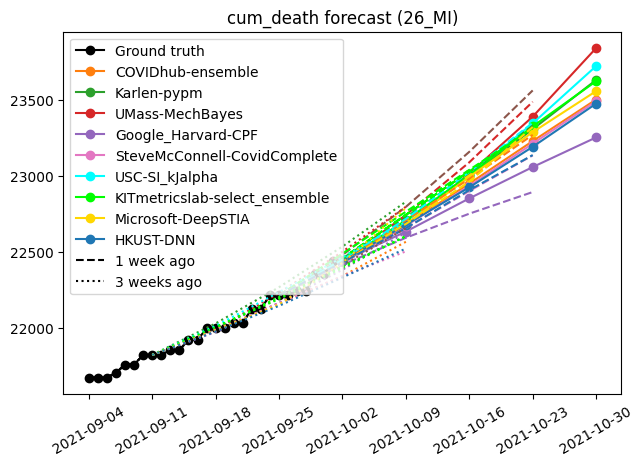 cum_death forecast (26_MI)
Ground truth
COVIDhub-ensemble
Karlen-pypm
UMass-MechBayes
Google_Harvard-CPF
SteveMcConnell-CovidComplete
USC-SI_kJalpha
KITmetricslab-select_ensemble
Microsoft-DeepSTIA
HKUST-DNN
1 week ago
3 weeks ago
23500
23000
22500
22000
2021-09-04
2021-09-11
2021-09-18
2021-09-25
2021-10-02
2021-10-09
2021-10-16
2021-10-23
2021-10-30